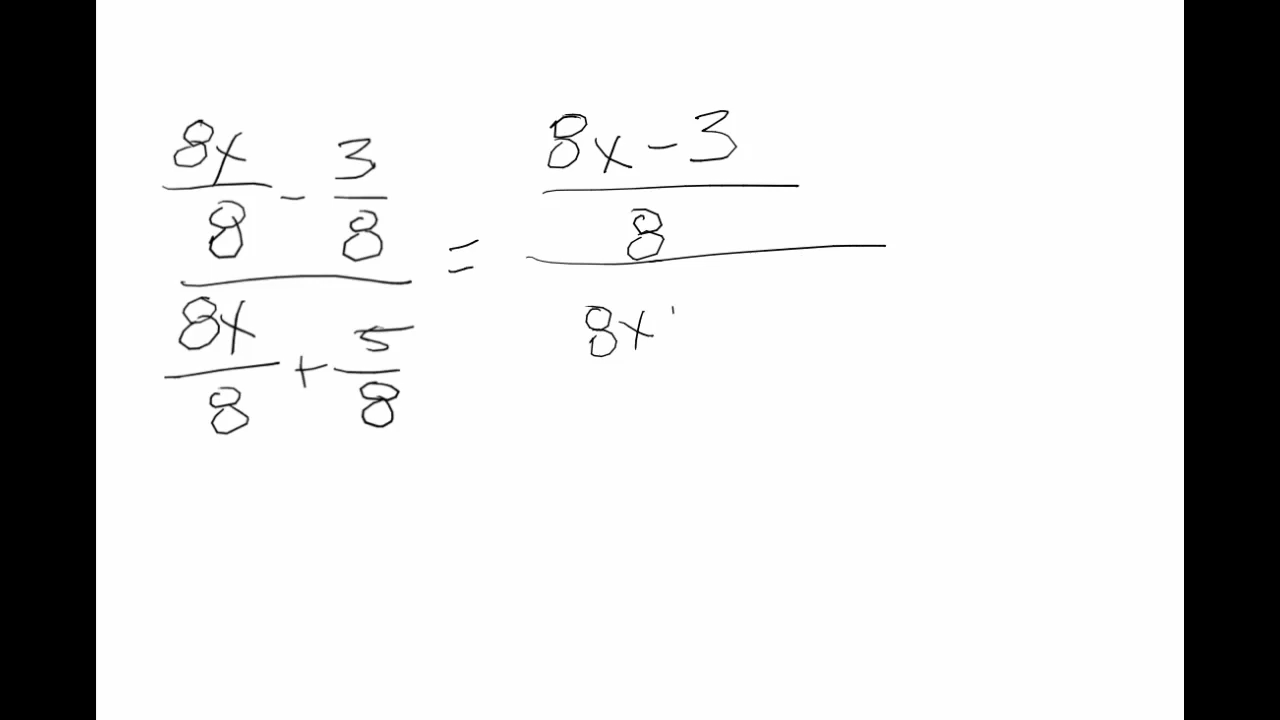 8x/8 - 3/8 = 8x - 3
8
8x/8 + 5/8 8x